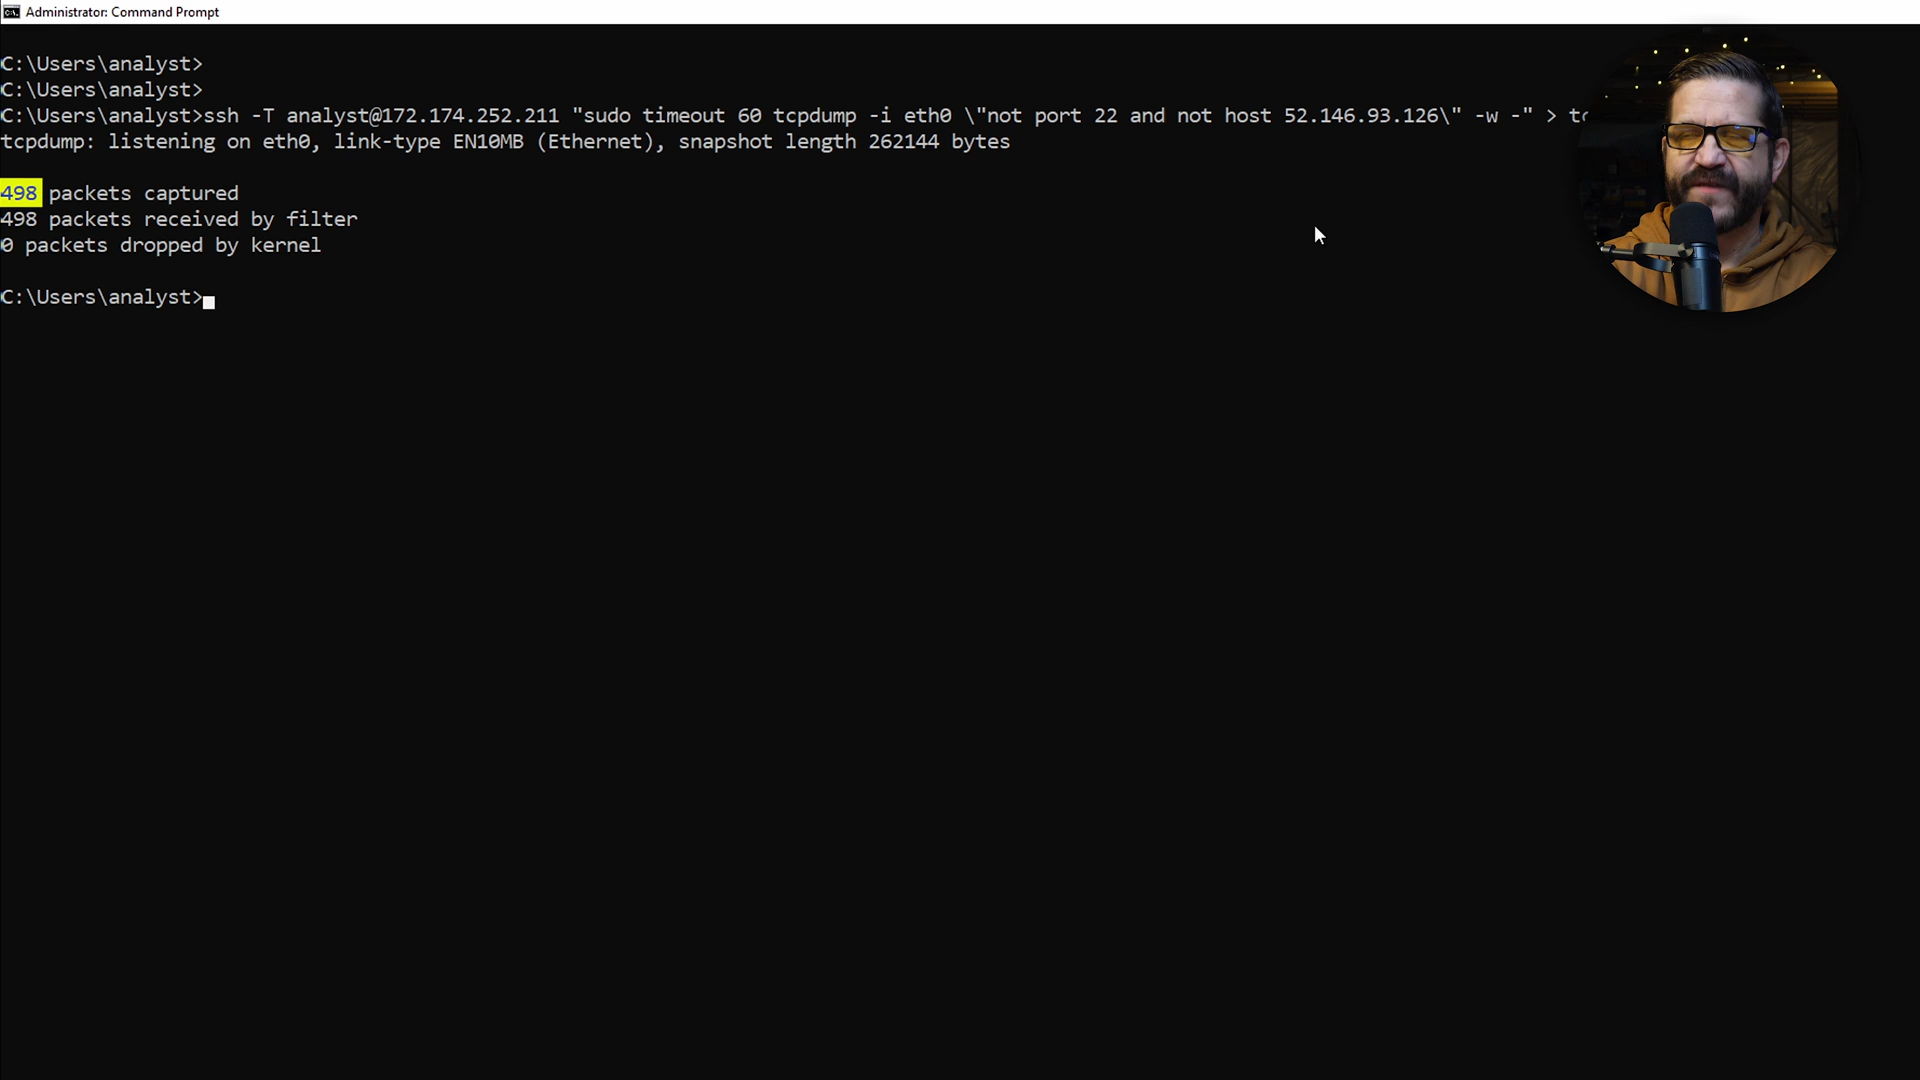 Administrator: Command Prompt
C:\Users\analyst>
C:\Users\analyst>
C:\Users\analyst>ssh -T analyst@172.174.252.211 "sudo timeout 60 tcpdump -i eth0 \"not port 22 and not host 52.146.93.126\" -w -" >
tcpdump: listening on eth0, link-type EN10MB (Ethernet), snapshot length 262144 bytes
498 packets captured
498 packets received by filter
0 packets dropped by kernel
C:\Users\analyst>